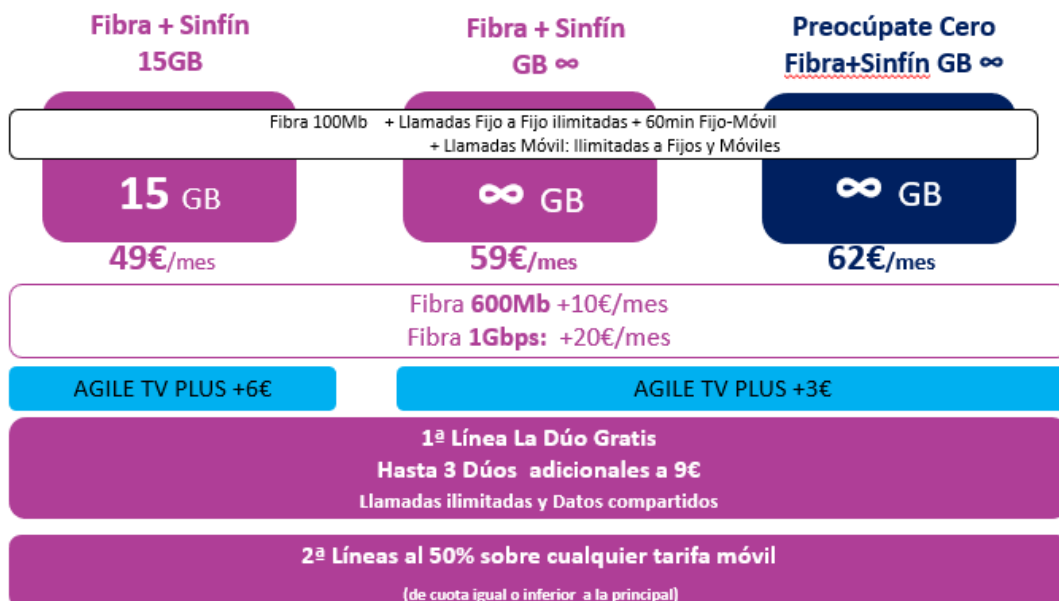 Fibra + Sinfín
15GB
Fibra + Sinfín
GB ∞
Preocúpate Cero
Fibra+Sinfín GB ∞
Fibra 100Mb + Llamadas Fijo a Fijo ilimitadas + 60min Fijo-Móvil
+ Llamadas Móvil: Ilimitadas a Fijos y Móviles
15 GB
∞ GB
∞ GB
49€/mes
59€/mes
62€/mes
Fibra 600Mb +10€/mes
Fibra 1Gbps: +20€/mes
AGILE TV PLUS +6€
AGILE TV PLUS +3€
1ª Línea La Dúo Gratis
Hasta 3 Dúos adicionales a 9€
Llamadas ilimitadas y Datos compartidos
2ª Líneas al 50% sobre cualquier tarifa móvil
(de cuota igual o inferior a la principal)